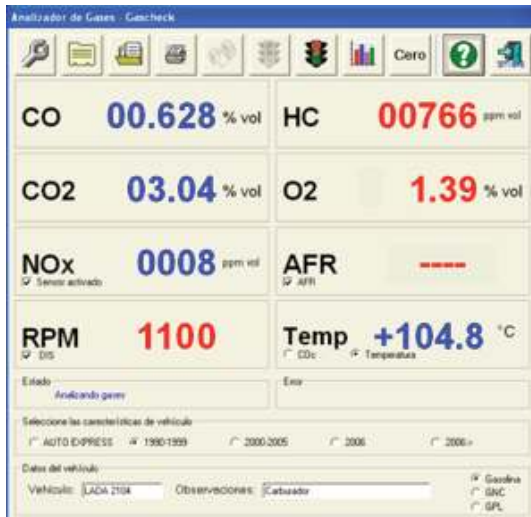 Analizador de Gases - Gascheck
Cero
CO 00.628 % vol
HC 00766 ppm vol
CO2 03.04 % vol
O2 1.39 % vol
NOx 0008 ppm vol
Sensor activado
AFR ----
AFR
RPM 1100
DIS
Temp +104.8 °C
COc Temperatura
Estado
Analizando gases
Error
Seleccione las características de vehículo
AUTO EXPRESS 1990-1999 2000-2005 2006 2006->
Datos del vehículo
Vehículo: LADA 2104 Observaciones: Carburador
Gasolina
GNC
GPL